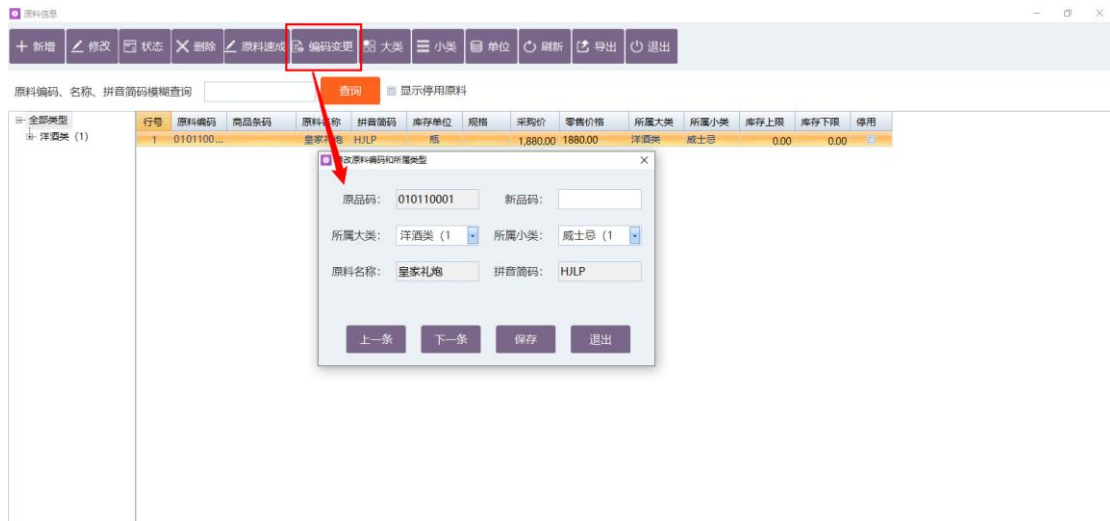 原料信息
新增 修改 状态 删除 原料速成 编码变更 大类 小类 单位 刷新 导出 退出
原料编码、名称、拼音简码模糊查询 查询 显示停用原料
全部类型
洋酒类 (1)
行号 原料编码 商品条码 原料名称 拼音简码 库存单位 规格 采购价 零售价格 所属大类 所属小类 库存上限 库存下限 停用
1 0101100... 皇家礼炮 HJLP 瓶 1,880.00 1880.00 洋酒类 威士忌 0.00 0.00
修改原料编码和所属类型
原品码: 010110001 新品码:
所属大类: 洋酒类 (1 所属小类: 威士忌 (1
原料名称: 皇家礼炮 拼音简码: HJLP
上一条 下一条 保存 退出